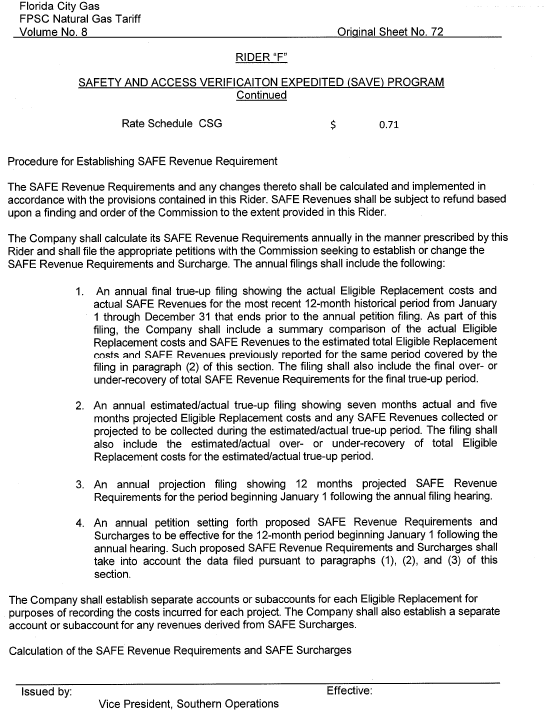 Florida City Gas
FPSC Natural Gas Tariff
Volume No. 8 Original Sheet No. 72
RIDER "F"
SAFETY AND ACCESS VERIFICAITON EXPEDITED (SAVE) PROGRAM
Continued
Rate Schedule CSG $ 0.71
Procedure for Establishing SAFE Revenue Requirement
The SAFE Revenue Requirements and any changes thereto shall be calculated and implemented in
accordance with the provisions contained in this Rider. SAFE Revenues shall be subject to refund based
upon a finding and order of the Commission to the extent provided in this Rider.
The Company shall calculate its SAFE Revenue Requirements annually in the manner prescribed by this
Rider and shall file the appropriate petitions with the Commission seeking to establish or change the
SAFE Revenue Requirements and Surcharge. The annual filings shall include the following:
1. An annual final true-up filing showing the actual Eligible Replacement costs and
actual SAFE Revenues for the most recent 12-month historical period from January
1 through December 31 that ends prior to the annual petition filing. As part of this
filing, the Company shall include a summary comparison of the actual Eligible
Replacement costs and SAFE Revenues to the estimated total Eligible Replacement
costs and SAFE Revenues previously reported for the same period covered by the
filing in paragraph (2) of this section. The filing shall also include the final over- or
under-recovery of total SAFE Revenue Requirements for the final true-up period.
2. An annual estimated/actual true-up filing showing seven months actual and five
months projected Eligible Replacement costs and any SAFE Revenues collected or
projected to be collected during the estimated/actual true-up period. The filing shall
also include the estimated/actual over- or under-recovery of total Eligible
Replacement costs for the estimated/actual true-up period.
3. An annual projection filing showing 12 months projected SAFE Revenue
Requirements for the period beginning January 1 following the annual filing hearing.
4. An annual petition setting forth proposed SAFE Revenue Requirements and
Surcharges to be effective for the 12-month period beginning January 1 following the
annual hearing. Such proposed SAFE Revenue Requirements and Surcharges shall
take into account the data filed pursuant to paragraphs (1), (2), and (3) of this
section.
The Company shall establish separate accounts or subaccounts for each Eligible Replacement for
purposes of recording the costs incurred for each project. The Company shall also establish a separate
account or subaccount for any revenues derived from SAFE Surcharges.
Calculation of the SAFE Revenue Requirements and SAFE Surcharges
Issued by: Effective:
Vice President, Southern Operations